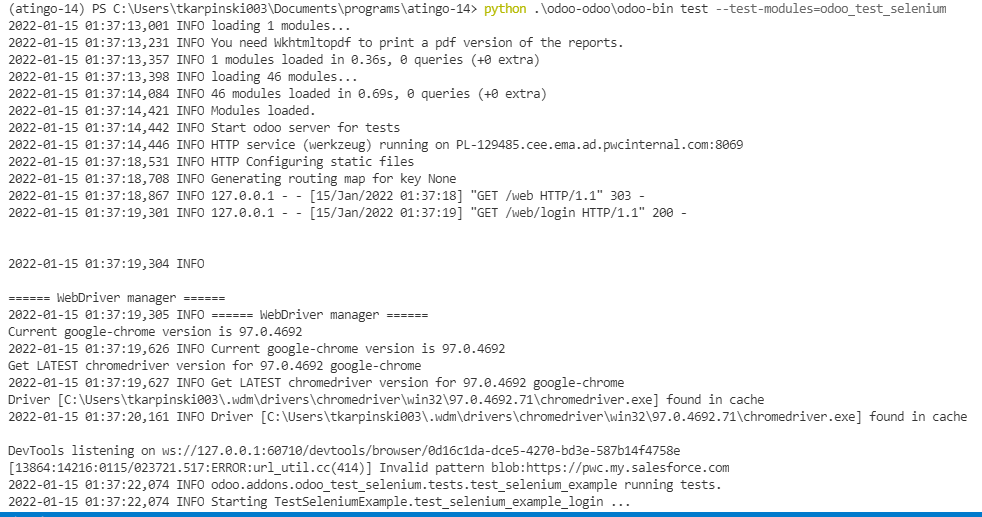 (atingo-14) PS C:\Users\tkarpinski003\Documents\programs\atingo-14> python .\odoo-odoo\odoo-bin test --test-modules=odoo_test_selenium
2022-01-15 01:37:13,001 INFO loading 1 modules...
2022-01-15 01:37:13,231 INFO You need Wkhtmltopdf to print a pdf version of the reports.
2022-01-15 01:37:13,357 INFO 1 modules loaded in 0.36s, 0 queries (+0 extra)
2022-01-15 01:37:13,398 INFO loading 46 modules...
2022-01-15 01:37:14,084 INFO 46 modules loaded in 0.69s, 0 queries (+0 extra)
2022-01-15 01:37:14,421 INFO Modules loaded.
2022-01-15 01:37:14,442 INFO Start odoo server for tests
2022-01-15 01:37:14,446 INFO HTTP service (werkzeug) running on PL-129485.cee.ema.ad.pwcinternal.com:8069
2022-01-15 01:37:18,531 INFO HTTP Configuring static files
2022-01-15 01:37:18,708 INFO Generating routing map for key None
2022-01-15 01:37:18,867 INFO 127.0.0.1 - - [15/Jan/2022 01:37:18] "GET /web HTTP/1.1" 303 -
2022-01-15 01:37:19,301 INFO 127.0.0.1 - - [15/Jan/2022 01:37:19] "GET /web/login HTTP/1.1" 200 -
2022-01-15 01:37:19,304 INFO
====== WebDriver manager ======
2022-01-15 01:37:19,305 INFO ====== WebDriver manager ======
Current google-chrome version is 97.0.4692
2022-01-15 01:37:19,626 INFO Current google-chrome version is 97.0.4692
Get LATEST chromedriver version for 97.0.4692 google-chrome
2022-01-15 01:37:19,627 INFO Get LATEST chromedriver version for 97.0.4692 google-chrome
Driver [C:\Users\tkarpinski003\.wdm\drivers\chromedriver\win32\97.0.4692.71\chromedriver.exe] found in cache
2022-01-15 01:37:20,161 INFO Driver [C:\Users\tkarpinski003\.wdm\drivers\chromedriver\win32\97.0.4692.71\chromedriver.exe] found in cache
DevTools listening on ws://127.0.0.1:60710/devtools/browser/0d16c1da-dce5-4270-bd3e-587b14f4758e
[13864:14216:0115/023721.517:ERROR:url_util.cc(414)] Invalid pattern blob:https://pwc.my.salesforce.com
2022-01-15 01:37:22,074 INFO odoo.addons.odoo_test_selenium.tests.test_selenium_example running tests.
2022-01-15 01:37:22,074 INFO Starting TestSeleniumExample.test_selenium_example_login ...